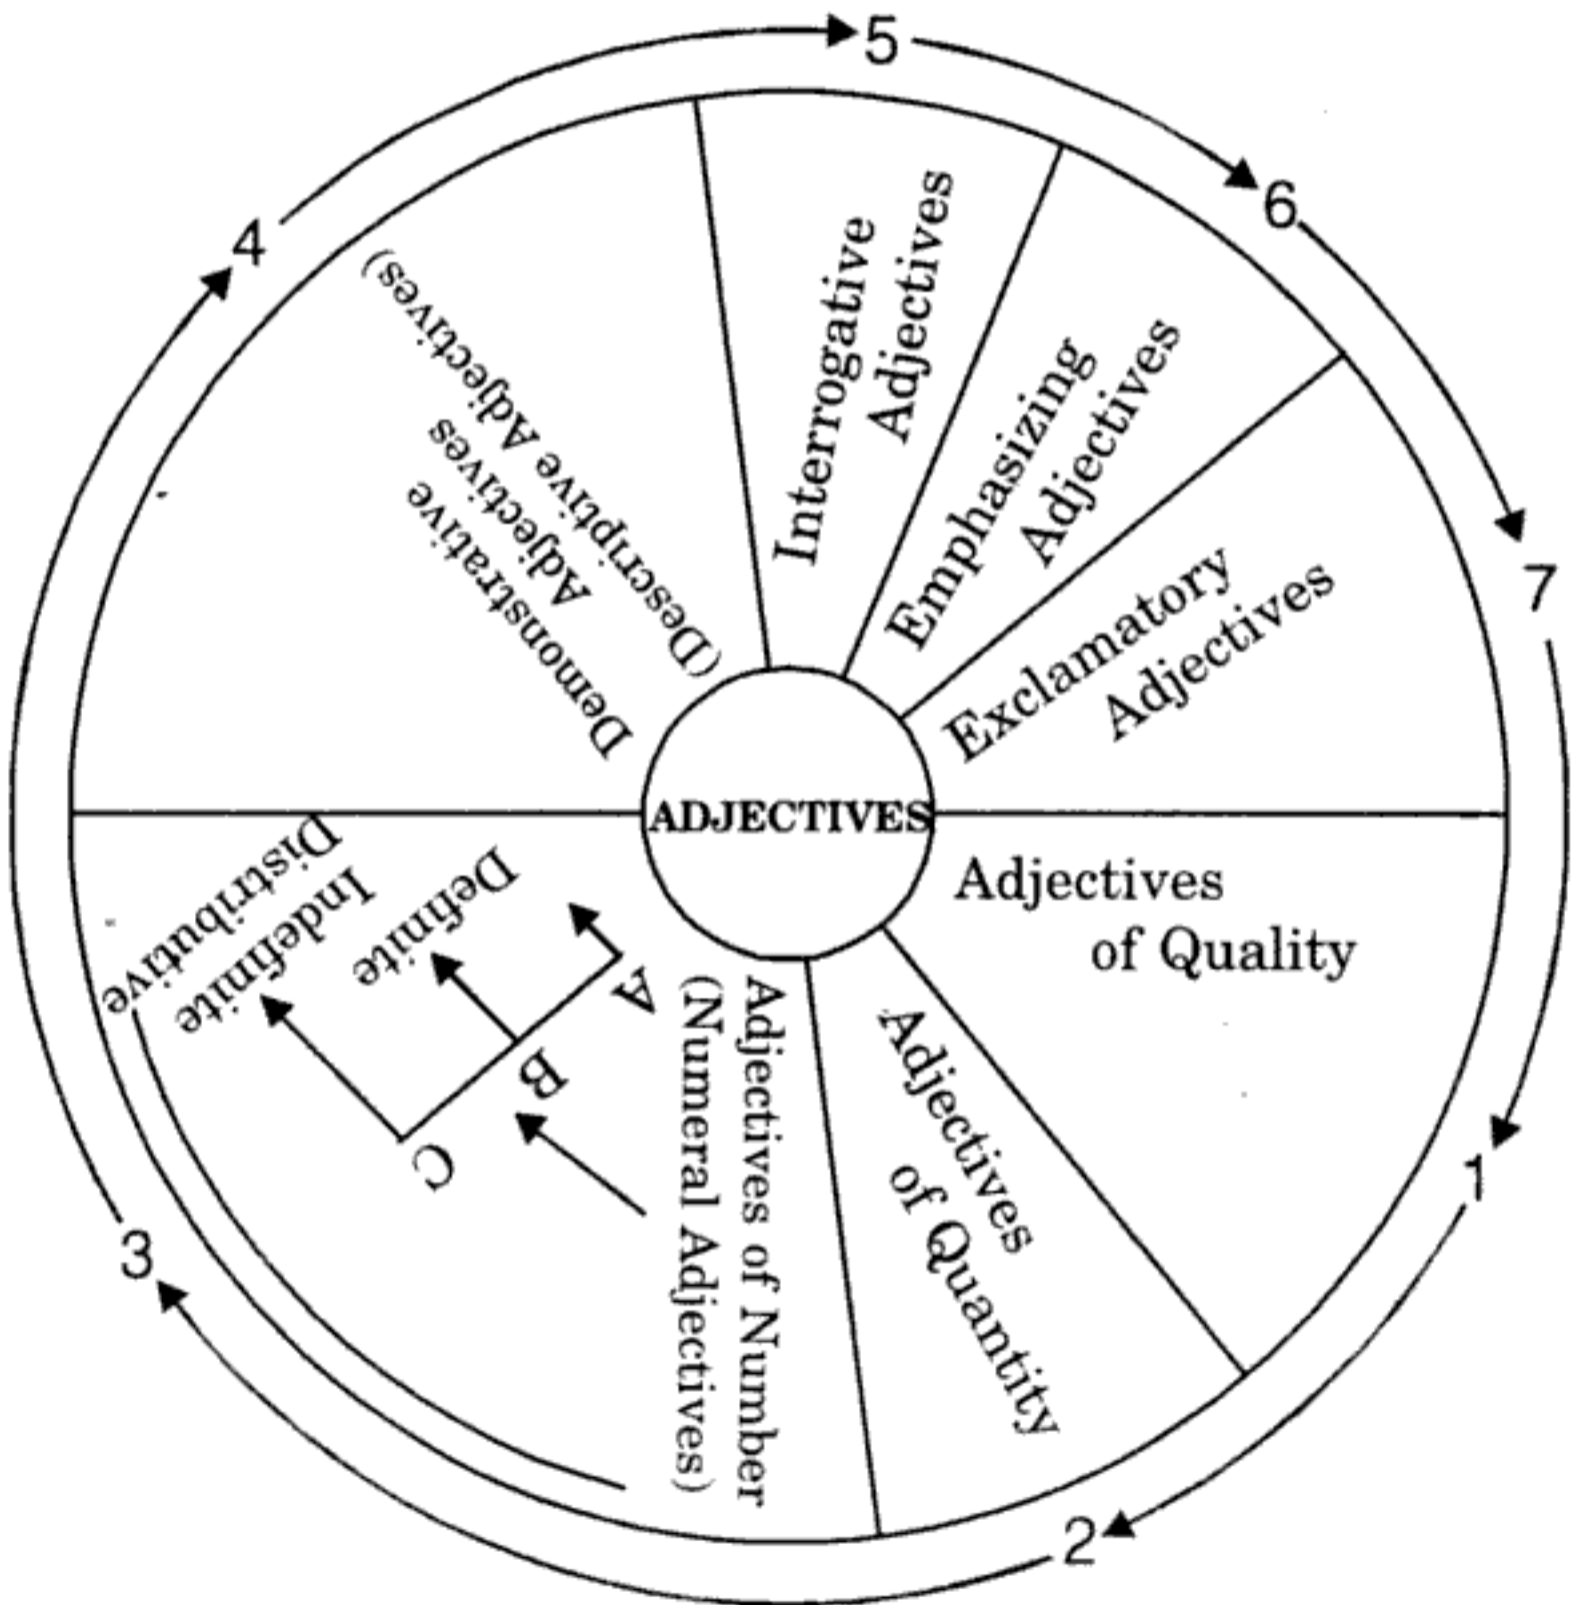 ADJECTIVES
1
Adjectives
of Quality
2
Adjectives
of Quantity
3
Adjectives of Number
(Numeral Adjectives)
A
Definite
B
Indefinite
C
Distributive
4
Demonstrative
Adjectives
(Descriptive Adjectives)
5
Interrogative
Adjectives
6
Emphasizing
Adjectives
7
Exclamatory
Adjectives